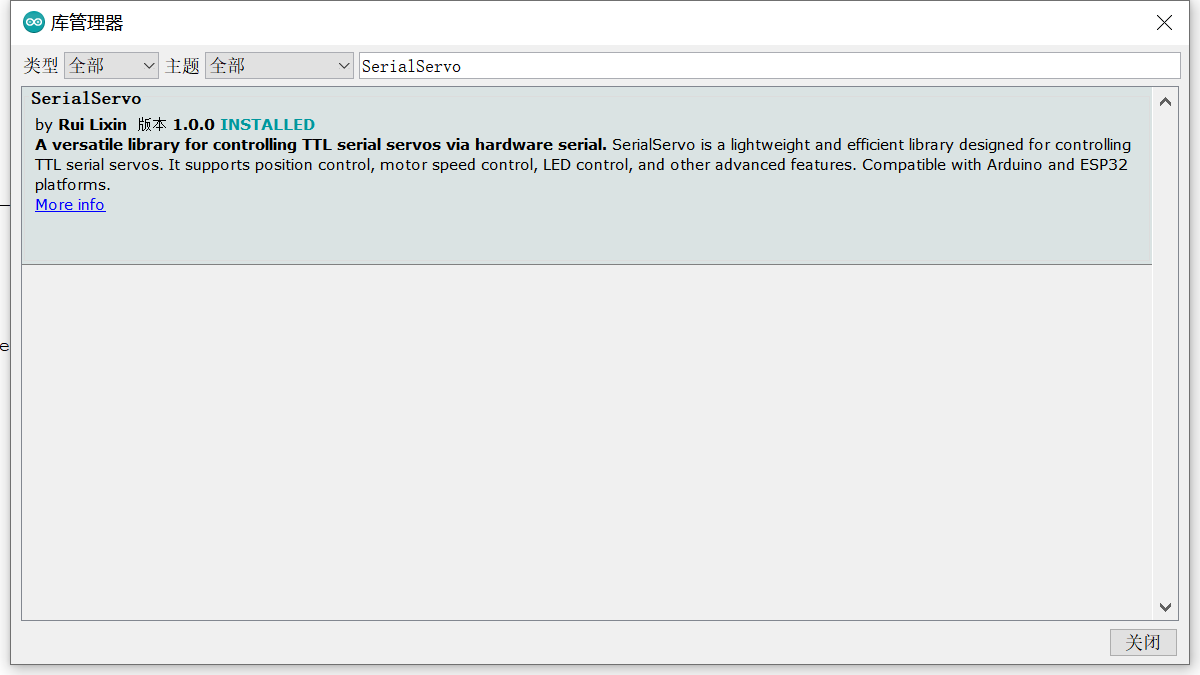 库管理器
类型 全部 主题 全部 SerialServo
SerialServo
by Rui Lixin 版本 1.0.0 INSTALLED
A versatile library for controlling TTL serial servos via hardware serial. SerialServo is a lightweight and efficient library designed for controlling
TTL serial servos. It supports position control, motor speed control, LED control, and other advanced features. Compatible with Arduino and ESP32
platforms.
More info
e
关闭